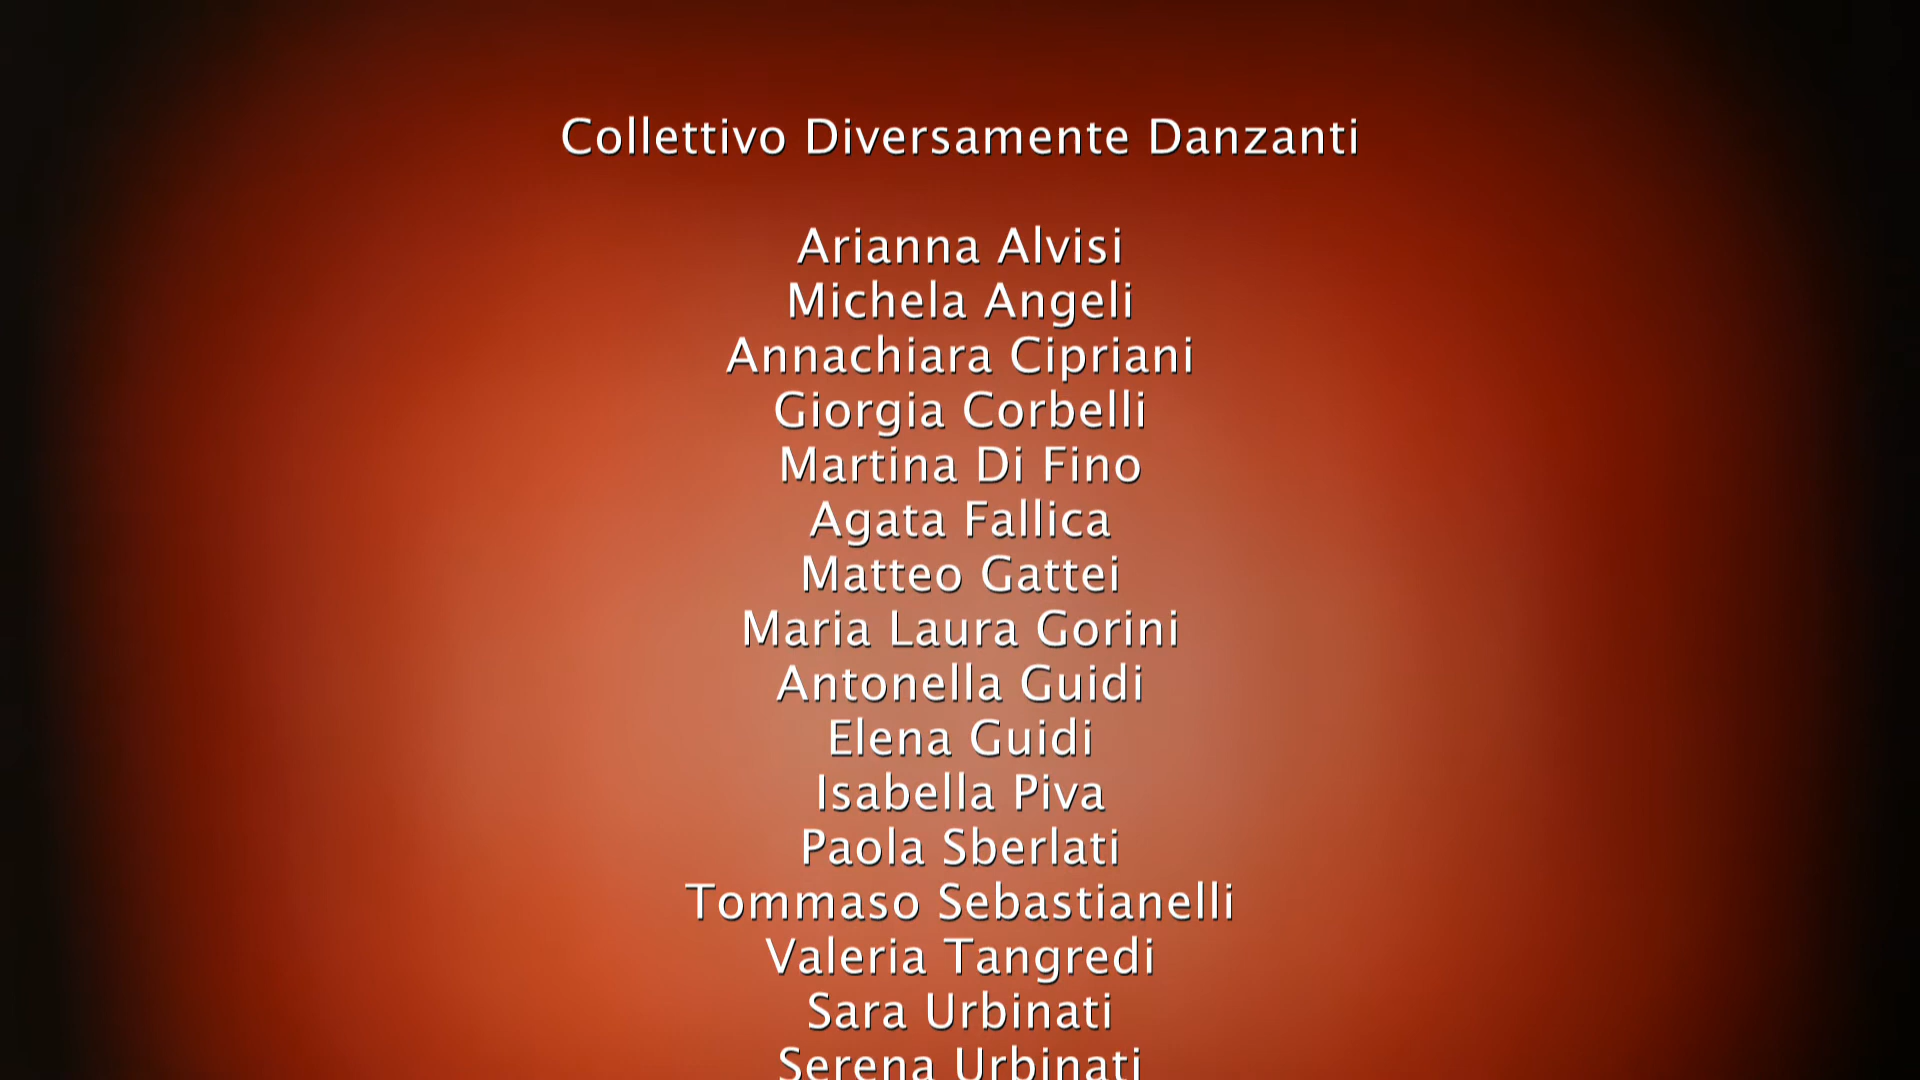 Collettivo Diversamente Danzanti
Arianna Alvisi
Michela Angeli
Annachiara Cipriani
Giorgia Corbelli
Martina Di Fino
Agata Fallica
Matteo Gattei
Maria Laura Gorini
Antonella Guidi
Elena Guidi
Isabella Piva
Paola Sberlati
Tommaso Sebastianelli
Valeria Tangredi
Sara Urbinati
Serena Urbinati